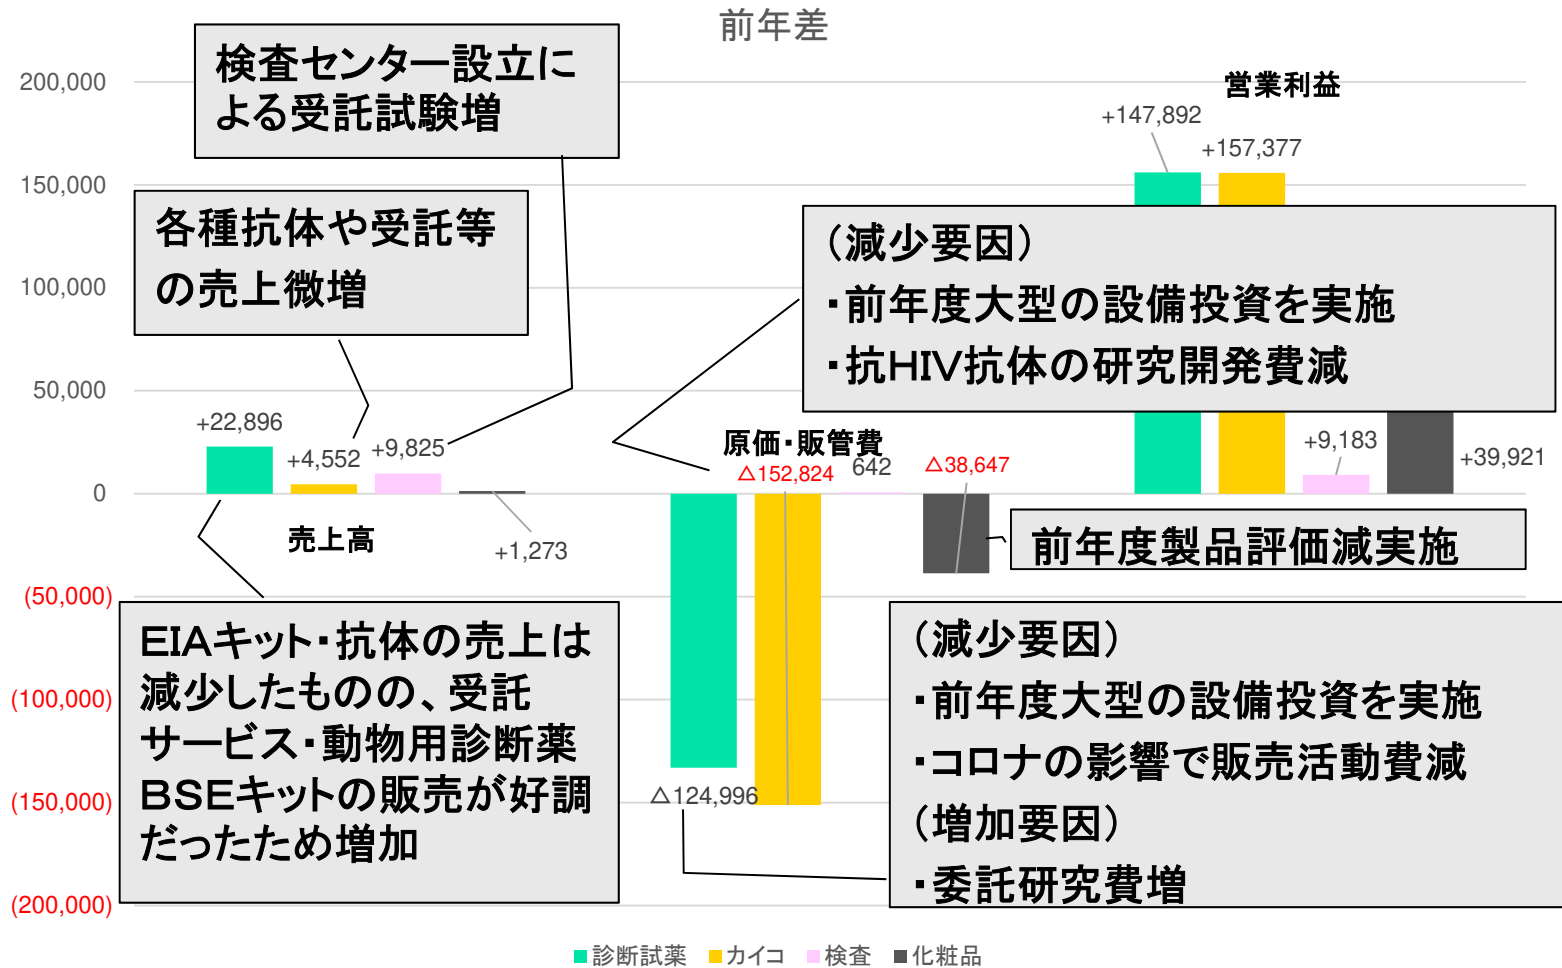 前年差
検査センター設立に
よる受託試験増
各種抗体や受託等
の売上微増
200,000
150,000
100,000
50,000
0
(50,000)
(100,000)
(150,000)
(200,000)
+22,896
+4,552
+9,825
+1,273
売上高
原価・販管費
△152,824
642
△38,647
△124,996
営業利益
+147,892
+157,377
+9,183
+39,921
（減少要因）
・前年度大型の設備投資を実施
・抗HIV抗体の研究開発費減
前年度製品評価減実施
EIAキット・抗体の売上は
減少したものの、受託
サービス・動物用診断薬
BSEキットの販売が好調
だったため増加
（減少要因）
・前年度大型の設備投資を実施
・コロナの影響で販売活動費減
（増加要因）
・委託研究費増
診断試薬 カイコ 検査 化粧品